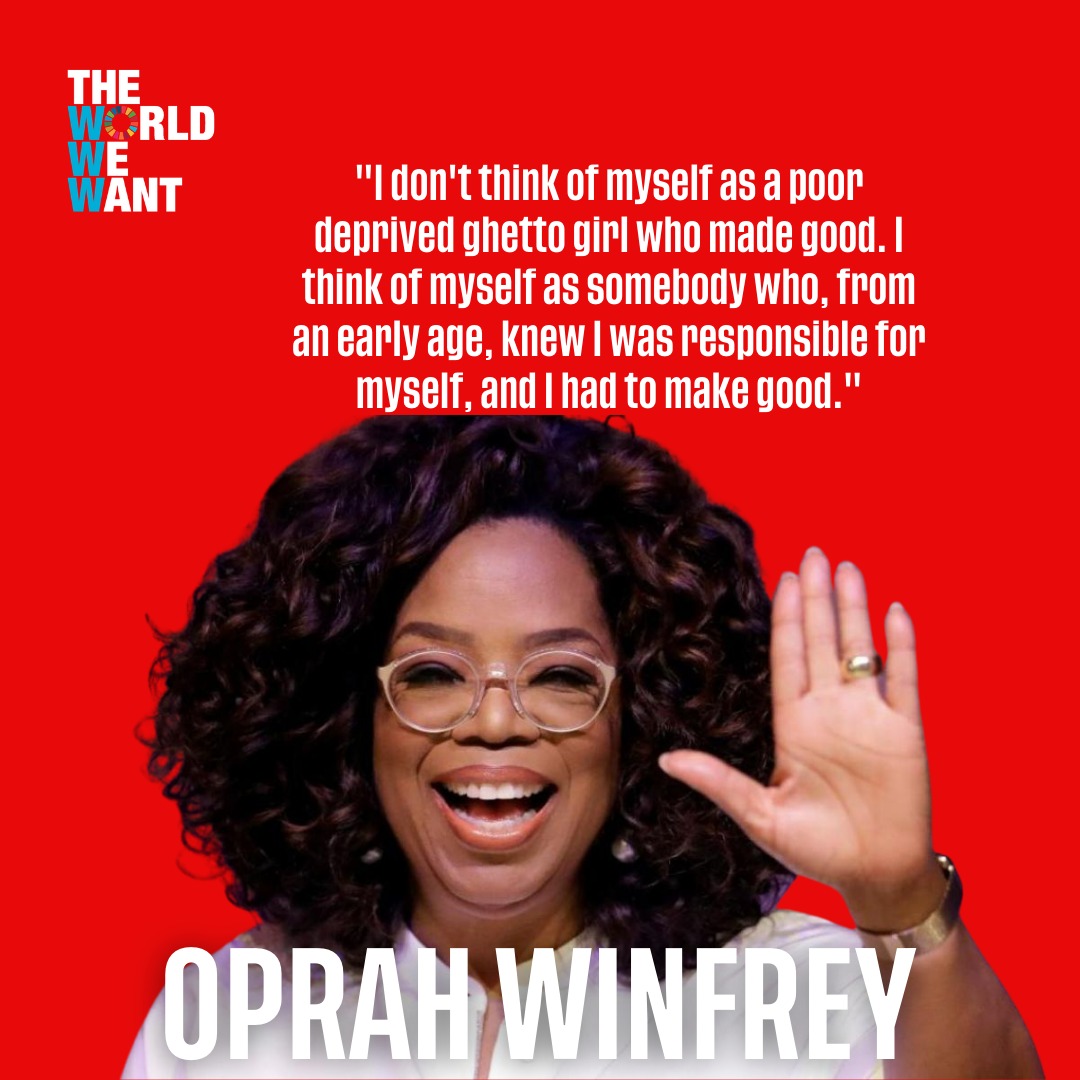 THE
WORLD
WE
WANT
"I don't think of myself as a poor
deprived ghetto girl who made good. I
think of myself as somebody who, from
an early age, knew I was responsible for
myself, and I had to make good."
OPRAH WINFREY